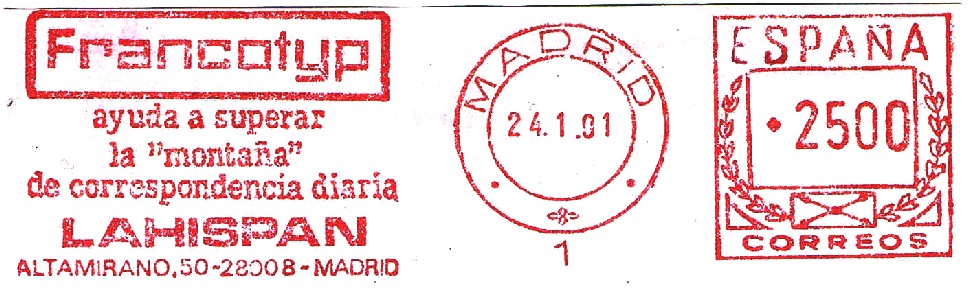 Francotyp
ayuda a superar
la "montaña"
de correspondencia diaria
LAHISPAN
ALTAMIRANO, 50-28008-MADRID
MADRID
24.1.91
1
ESPAÑA
•2500
CORREOS